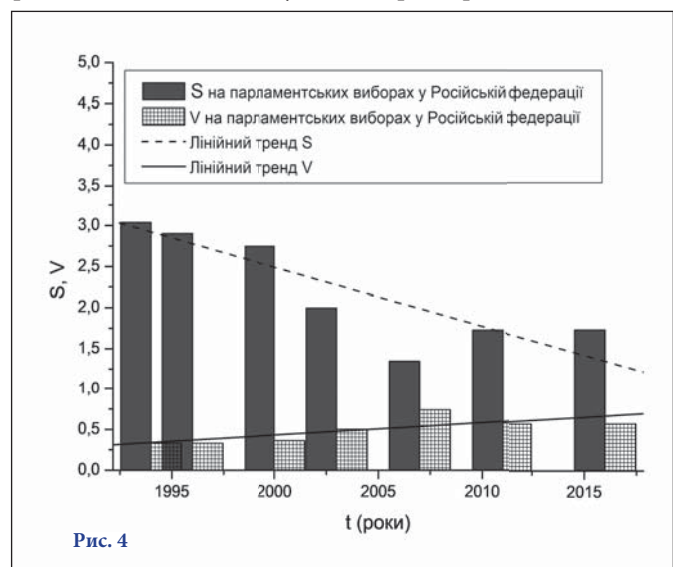 5,0
4,5
4,0
3,5
3,0
2,5
2,0
1,5
1,0
0,5
0,0
S, V
S на парламентських виборах у Російській федерації
V на парламентських виборах у Російській федерації
Лінійний тренд S
Лінійний тренд V
1995 2000 2005 2010 2015
t (роки)
Рис. 4